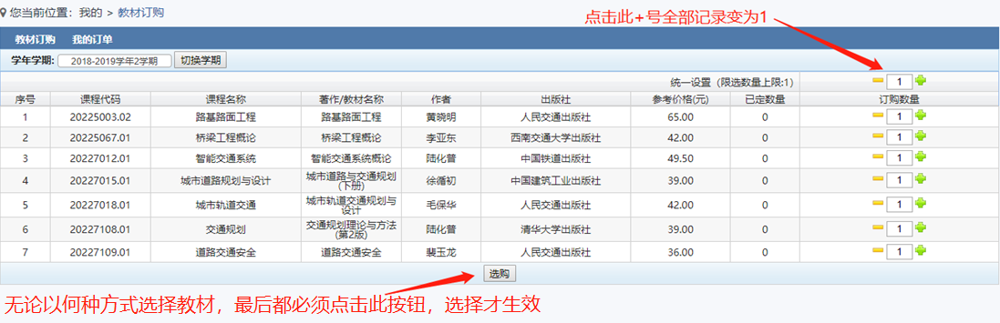 您当前位置：我的 > 教材订购
点击此+号全部记录变为1
教材订购 我的订单
学年学期: 2018-2019学年2学期 切换学期
统一设置（限选数量上限:1） 1
序号 课程代码 课程名称 著作/教材名称 作者 出版社 参考价格(元) 已定数量 订购数量
1 20225003.02 路基路面工程 路基路面工程 黄晓明 人民交通出版社 65.00 0 1
2 20225067.01 桥梁工程概论 桥梁工程概论 李亚东 西南交通大学出版社 42.00 0 1
3 20227012.01 智能交通系统 智能交通系统概论 陆化普 中国铁道出版社 49.50 0 1
4 20227015.01 城市道路规划与设计 城市道路与交通规划(下册) 徐循初 中国建筑工业出版社 39.00 0 1
5 20227018.01 城市轨道交通 城市轨道交通规划与设计 毛保华 人民交通出版社 42.00 0 1
6 20227108.01 交通规划 交通规划理论与方法(第2版) 陆化普 清华大学出版社 39.00 0 1
7 20227109.01 道路交通安全 道路交通安全 裴玉龙 人民交通出版社 36.00 0 1
选购
无论以何种方式选择教材，最后都必须点击此按钮，选择才生效